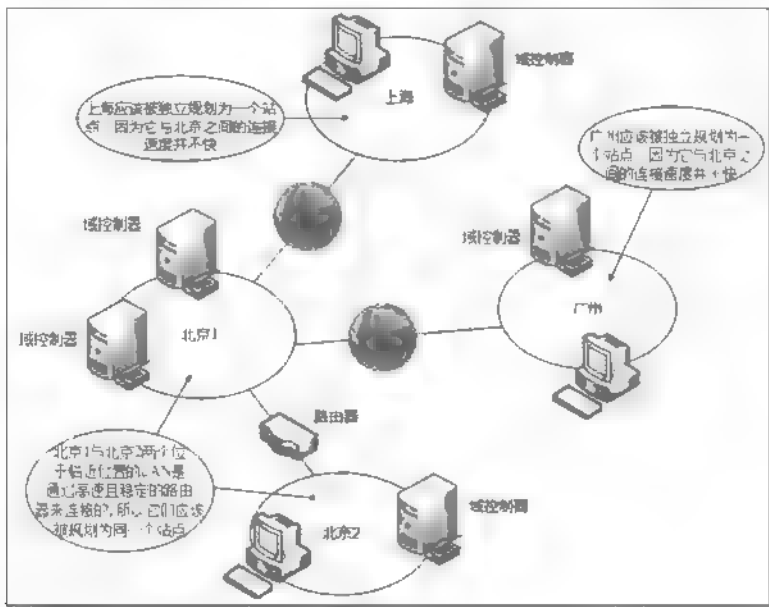 域控制器
上海
上海应该被独立规划为一个站
点 因为它与北京之间的连接
速度并不快
广州应该被独立规划为一
个站点 因为它与北京之
间的连接速度并不快
域控制器
域控制器
域控制器
北京1
广州
路由器
北京1与北京2两个位
于临近位置的LAN是
通过高速且稳定的路由
器来连接的,所以它们应该
被规划为同一个站点
北京2
域控制器